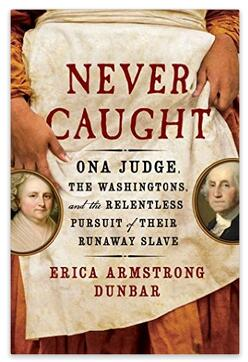 NEVER
CAUGHT
ONA JUDGE,
THE WASHINGTONS,
and the RELENTLESS
PURSUIT of THEIR
RUNAWAY SLAVE
ERICA ARMSTRONG
DUNBAR